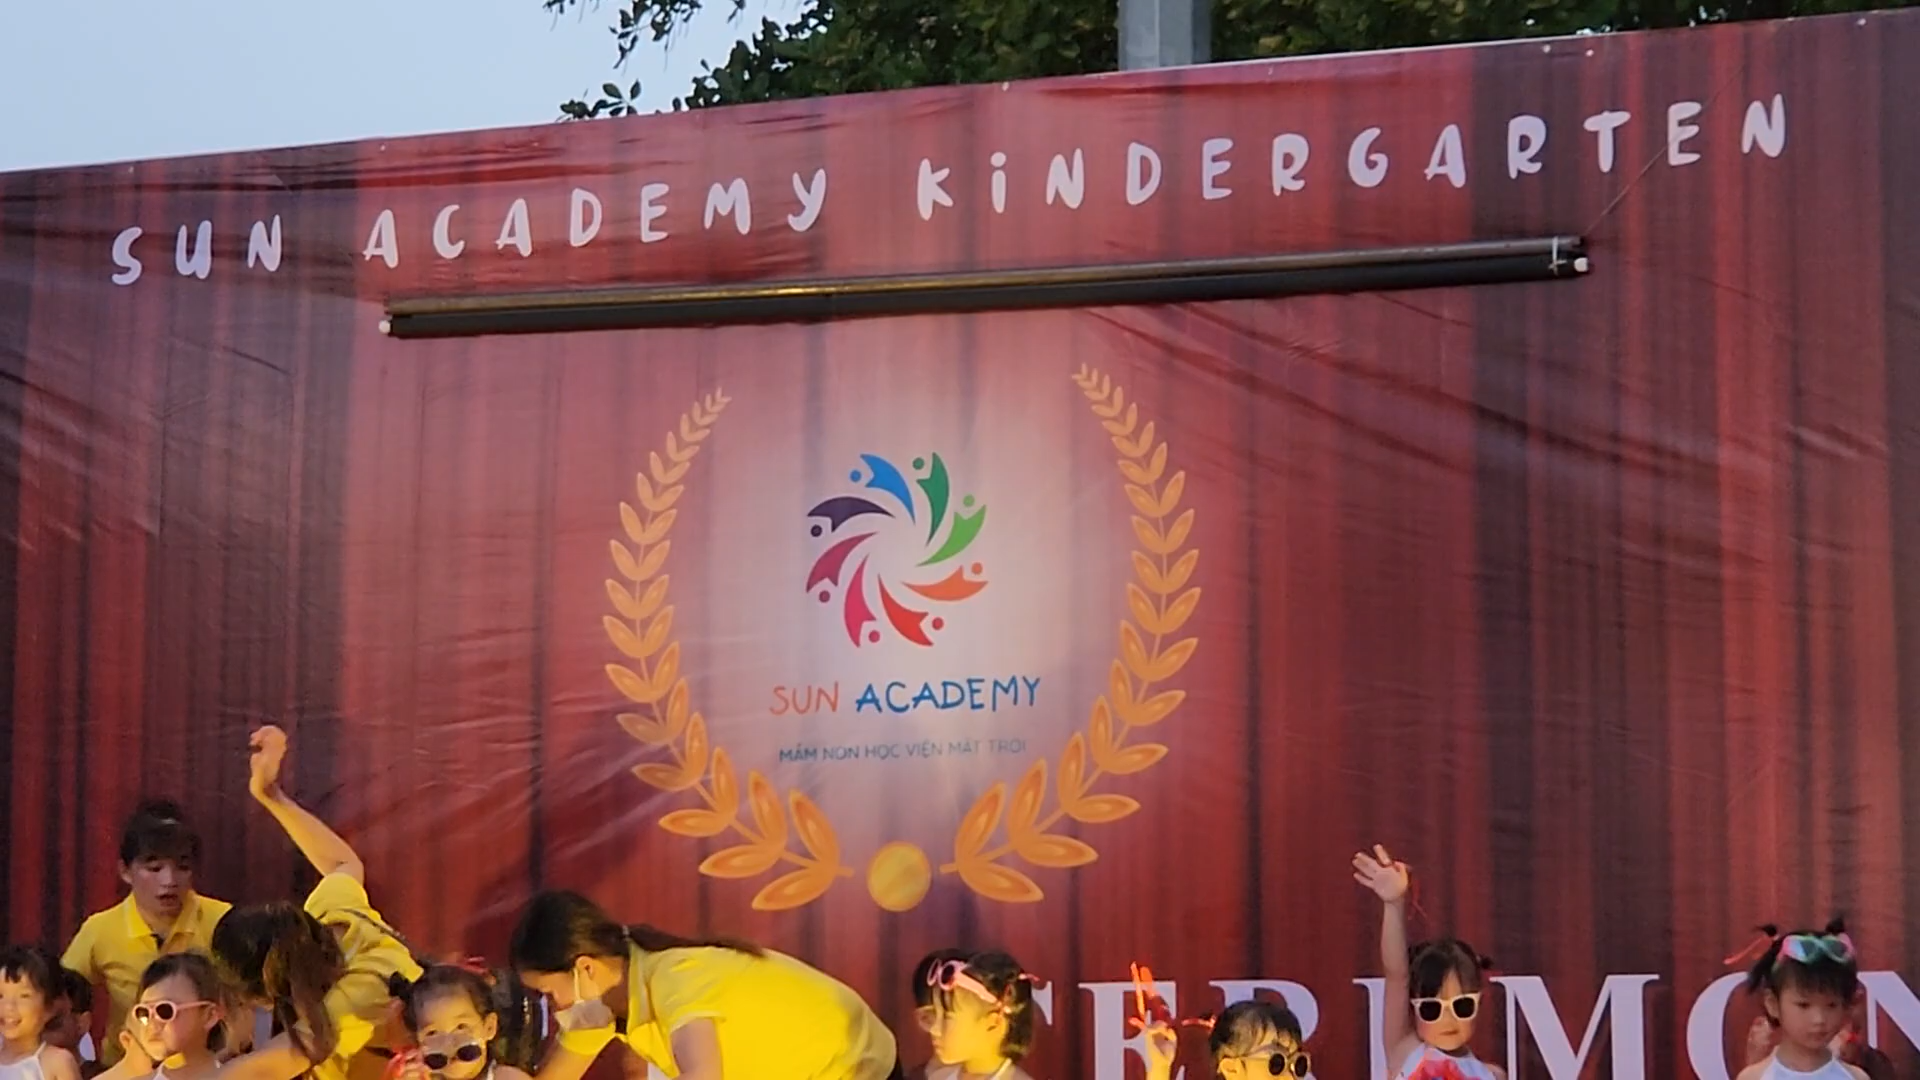 SUN ACADEMY KiNDERGARTEN
SUN ACADEMY
MẦM NON HỌC VIỆN MẶT TRỜI